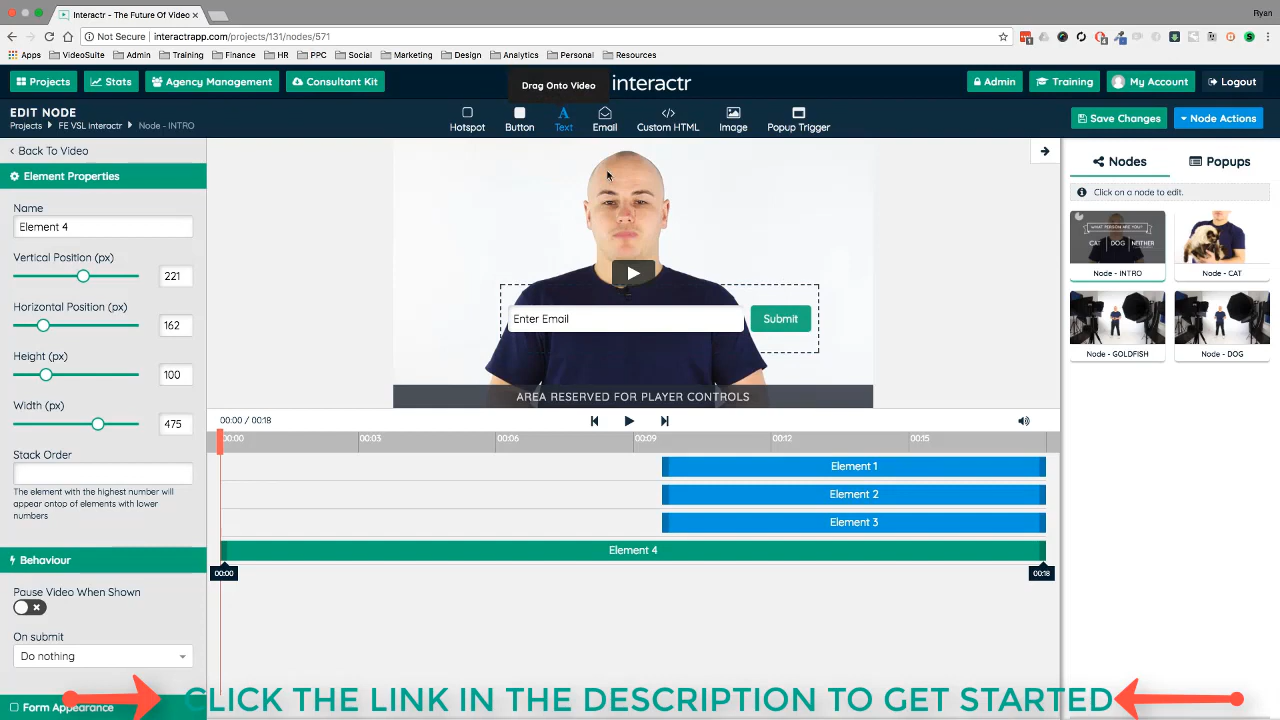 Interactr - The Future Of Video
Ryan
Not Secure
interactrapp.com/projects/131/nodes/571
Apps
VideoSuite
Admin
Training
Finance
HR
PPC
Social
Marketing
Design
Analytics
Personal
Resources
Projects
Stats
Agency Management
Consultant Kit
Drag Onto Video
interactr
Admin
Training
My Account
Logout
EDIT NODE
Projects
FE VSL Interactr
Node - INTRO
Hotspot
Button
Text
Email
Custom HTML
Image
Popup Trigger
Save Changes
Node Actions
Back To Video
Element Properties
Name
Element 4
Vertical Position (px)
221
Horizontal Position (px)
162
Height (px)
100
Width (px)
475
Stack Order
The element with the highest number will
appear ontop of elements with lower
numbers
Behaviour
Pause Video When Shown
On submit
Do nothing
Form Appearance
Enter Email
Submit
AREA RESERVED FOR PLAYER CONTROLS
00:00 / 00:18
00:00
00:03
00:06
00:09
00:12
00:15
Element 1
Element 2
Element 3
Element 4
00:00
00:18
Nodes
Popups
Click on a node to edit.
WHAT PERSON ARE YOU?
CAT
DOG
NEITHER
Node - INTRO
Node - CAT
Node - GOLDFISH
Node - DOG
CLICK THE LINK IN THE DESCRIPTION TO GET STARTED